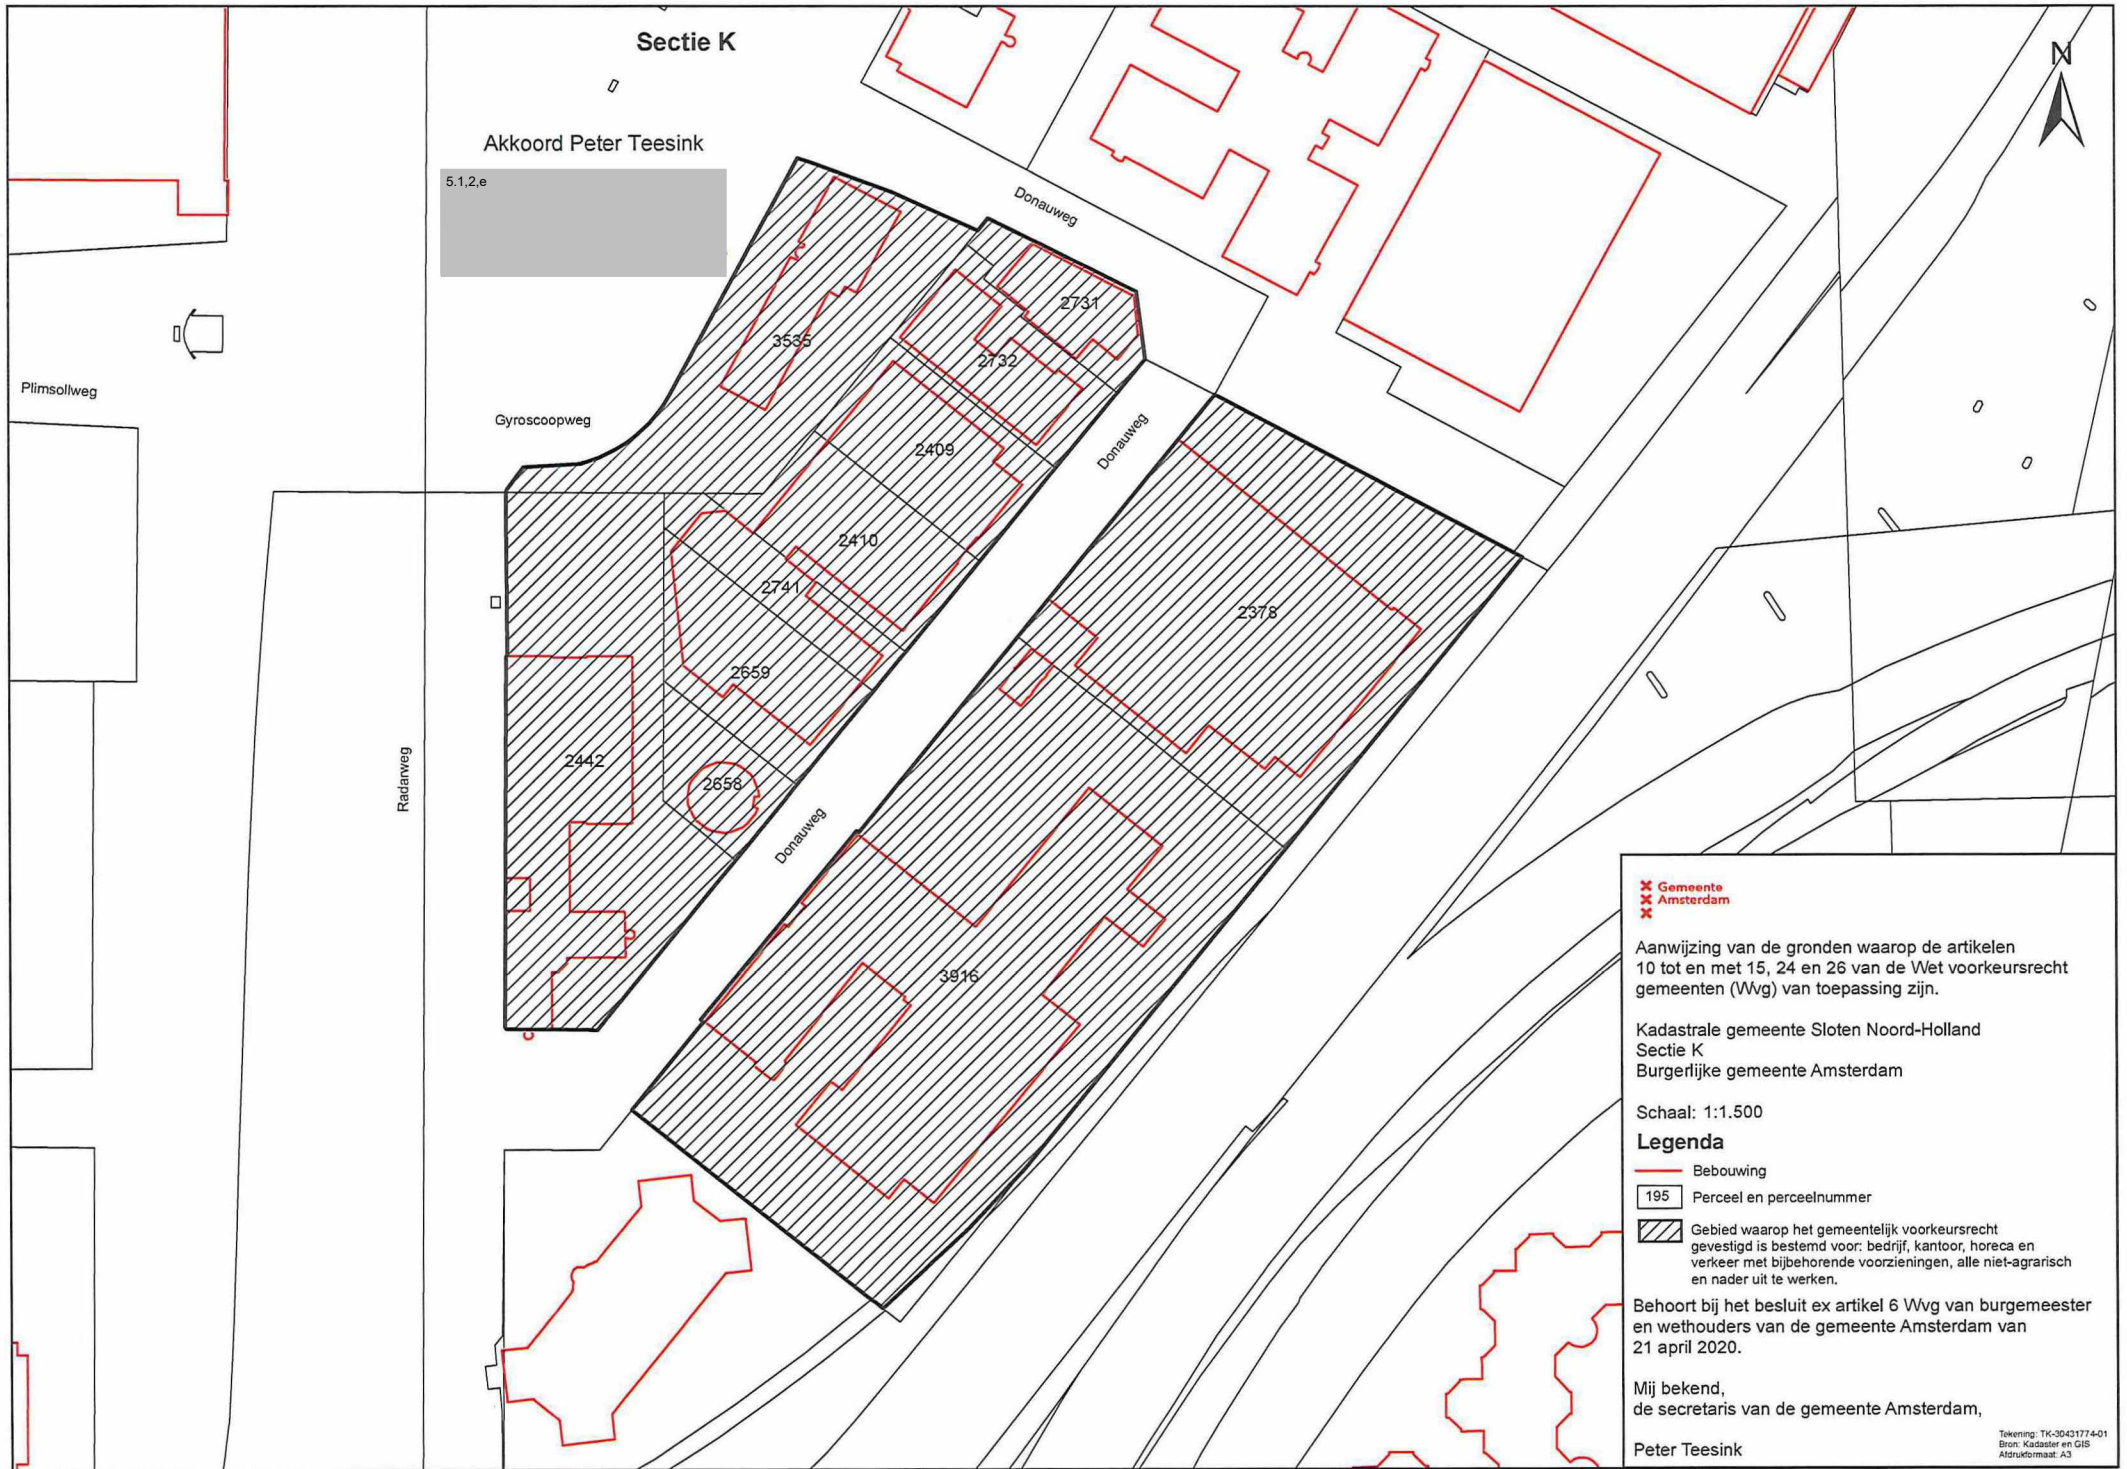 Sectie K
N
Akkoord Peter Teesink
5.1,2,e
Donauweg
2731
3535
2732
Plimsollweg
Gyroscoopweg
2409
Donauweg
2410
2741
2378
2659
2442
2658
Radarweg
Donauweg
3916
Gemeente
Amsterdam
Aanwijzing van de gronden waarop de artikelen
10 tot en met 15, 24 en 26 van de Wet voorkeursrecht
gemeenten (Wvg) van toepassing zijn.
Kadastrale gemeente Sloten Noord-Holland
Sectie K
Burgerlijke gemeente Amsterdam
Schaal: 1:1.500
Legenda
Bebouwing
195 Perceel en perceelnummer
Gebied waarop het gemeentelijk voorkeursrecht
gevestigd is bestemd voor: bedrijf, kantoor, horeca en
verkeer met bijbehorende voorzieningen, alle niet-agrarisch
en nader uit te werken.
Behoort bij het besluit ex artikel 6 Wvg van burgemeester
en wethouders van de gemeente Amsterdam van
21 april 2020.
Mij bekend,
de secretaris van de gemeente Amsterdam,
Peter Teesink
Tekening: TK-30431774-01
Bron: Kadaster en GIS
Afdrukformaat: A3